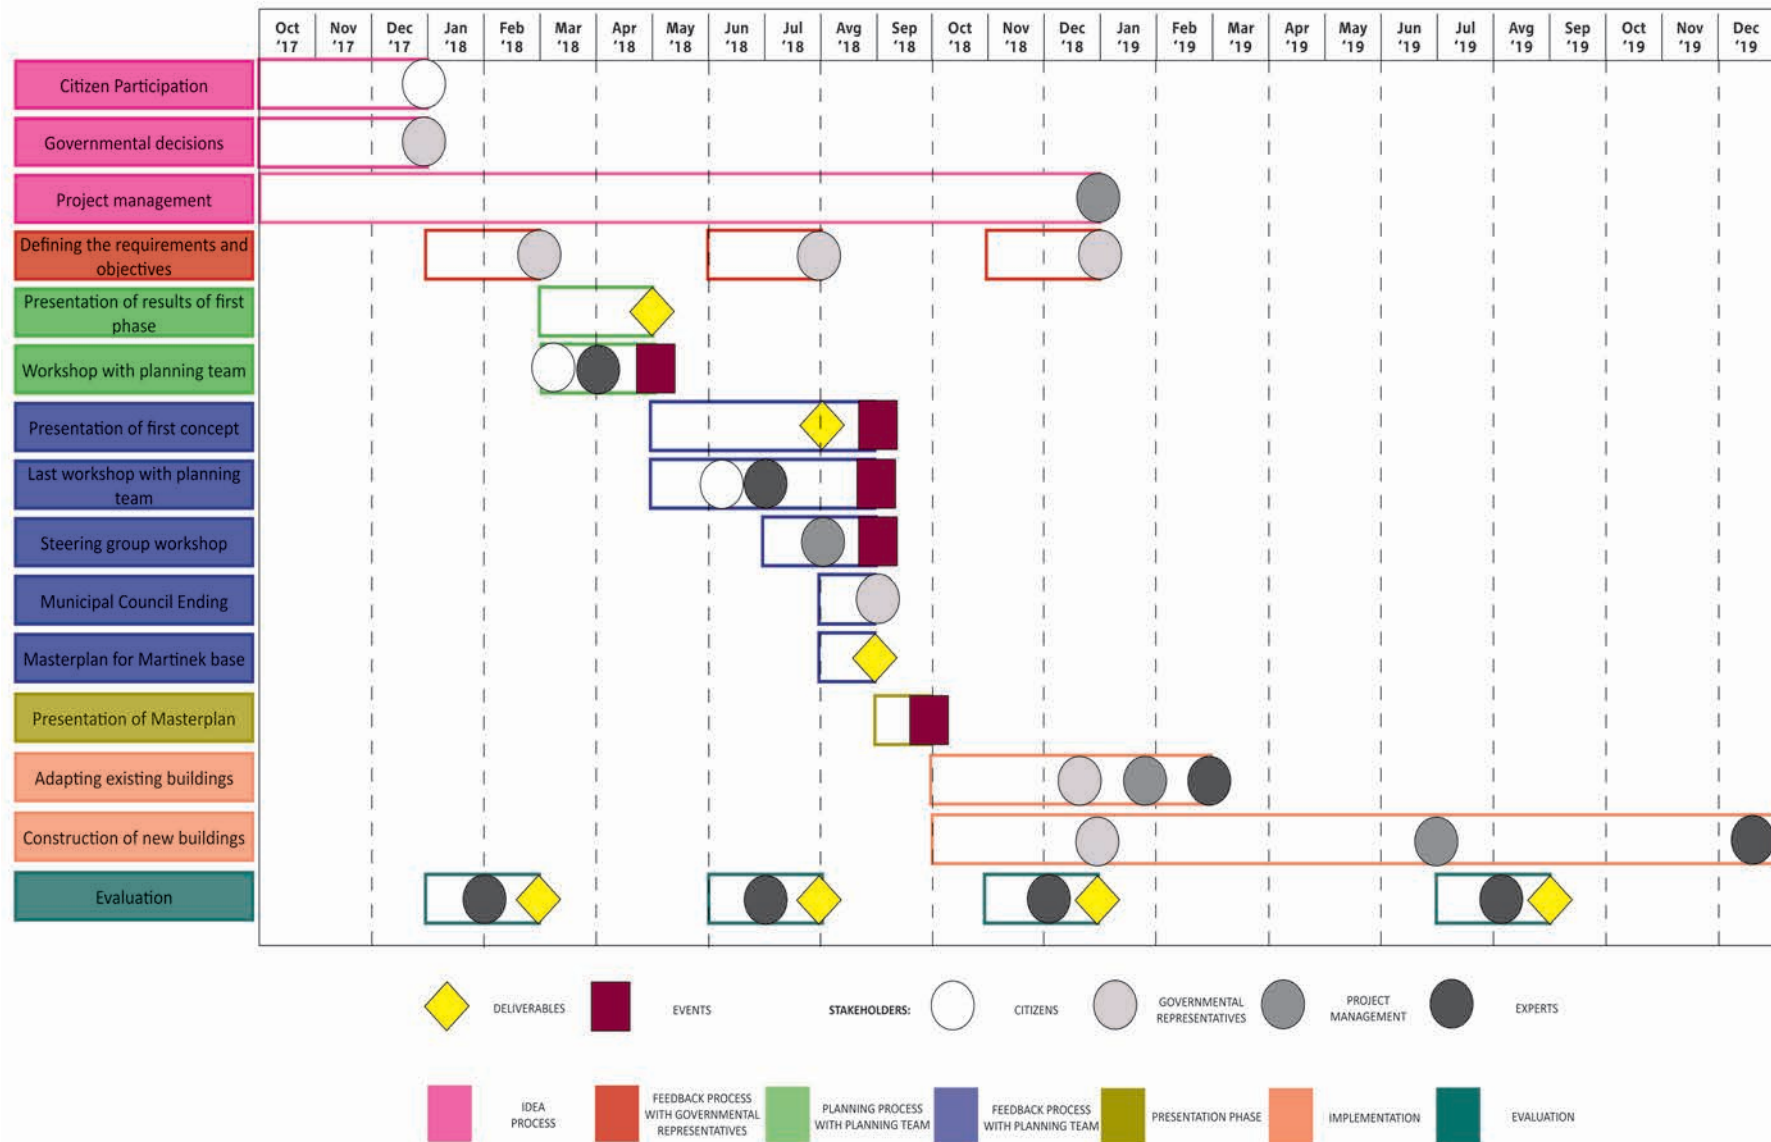 Oct Nov Dec Jan Feb Mar Apr May Jun Jul Aug Sep Oct Nov Dec Jan Feb Mar Apr May Jun Jul Aug Sep Oct Nov Dec
'17 '17 '17 '18 '18 '18 '18 '18 '18 '18 '18 '18 '18 '18 '18 '19 '19 '19 '19 '19 '19 '19 '19 '19 '19 '19 '19
Citizen Participation
Governmental decisions
Project management
Defining the requirements and
objectives
Presentation of results of first
phase
Workshop with planning team
Presentation of first concept
Last workshop with planning
team
Steering group workshop
Municipal Council Ending
Masterplan for Martinek base
Presentation of Masterplan
Adapting existing buildings
Construction of new buildings
Evaluation
DELIVERABLES
EVENTS
STAKEHOLDERS:
CITIZENS
GOVERNMENTAL
REPRESENTATIVES
PROJECT
MANAGEMENT
EXPERTS
IDEA
PROCESS
FEEDBACK PROCESS
WITH GOVERNMENTAL
REPRESENTATIVES
PLANNING PROCESS
WITH PLANNING TEAM
FEEDBACK PROCESS
WITH PLANNING TEAM
PRESENTATION PHASE
IMPLEMENTATION
EVALUATION